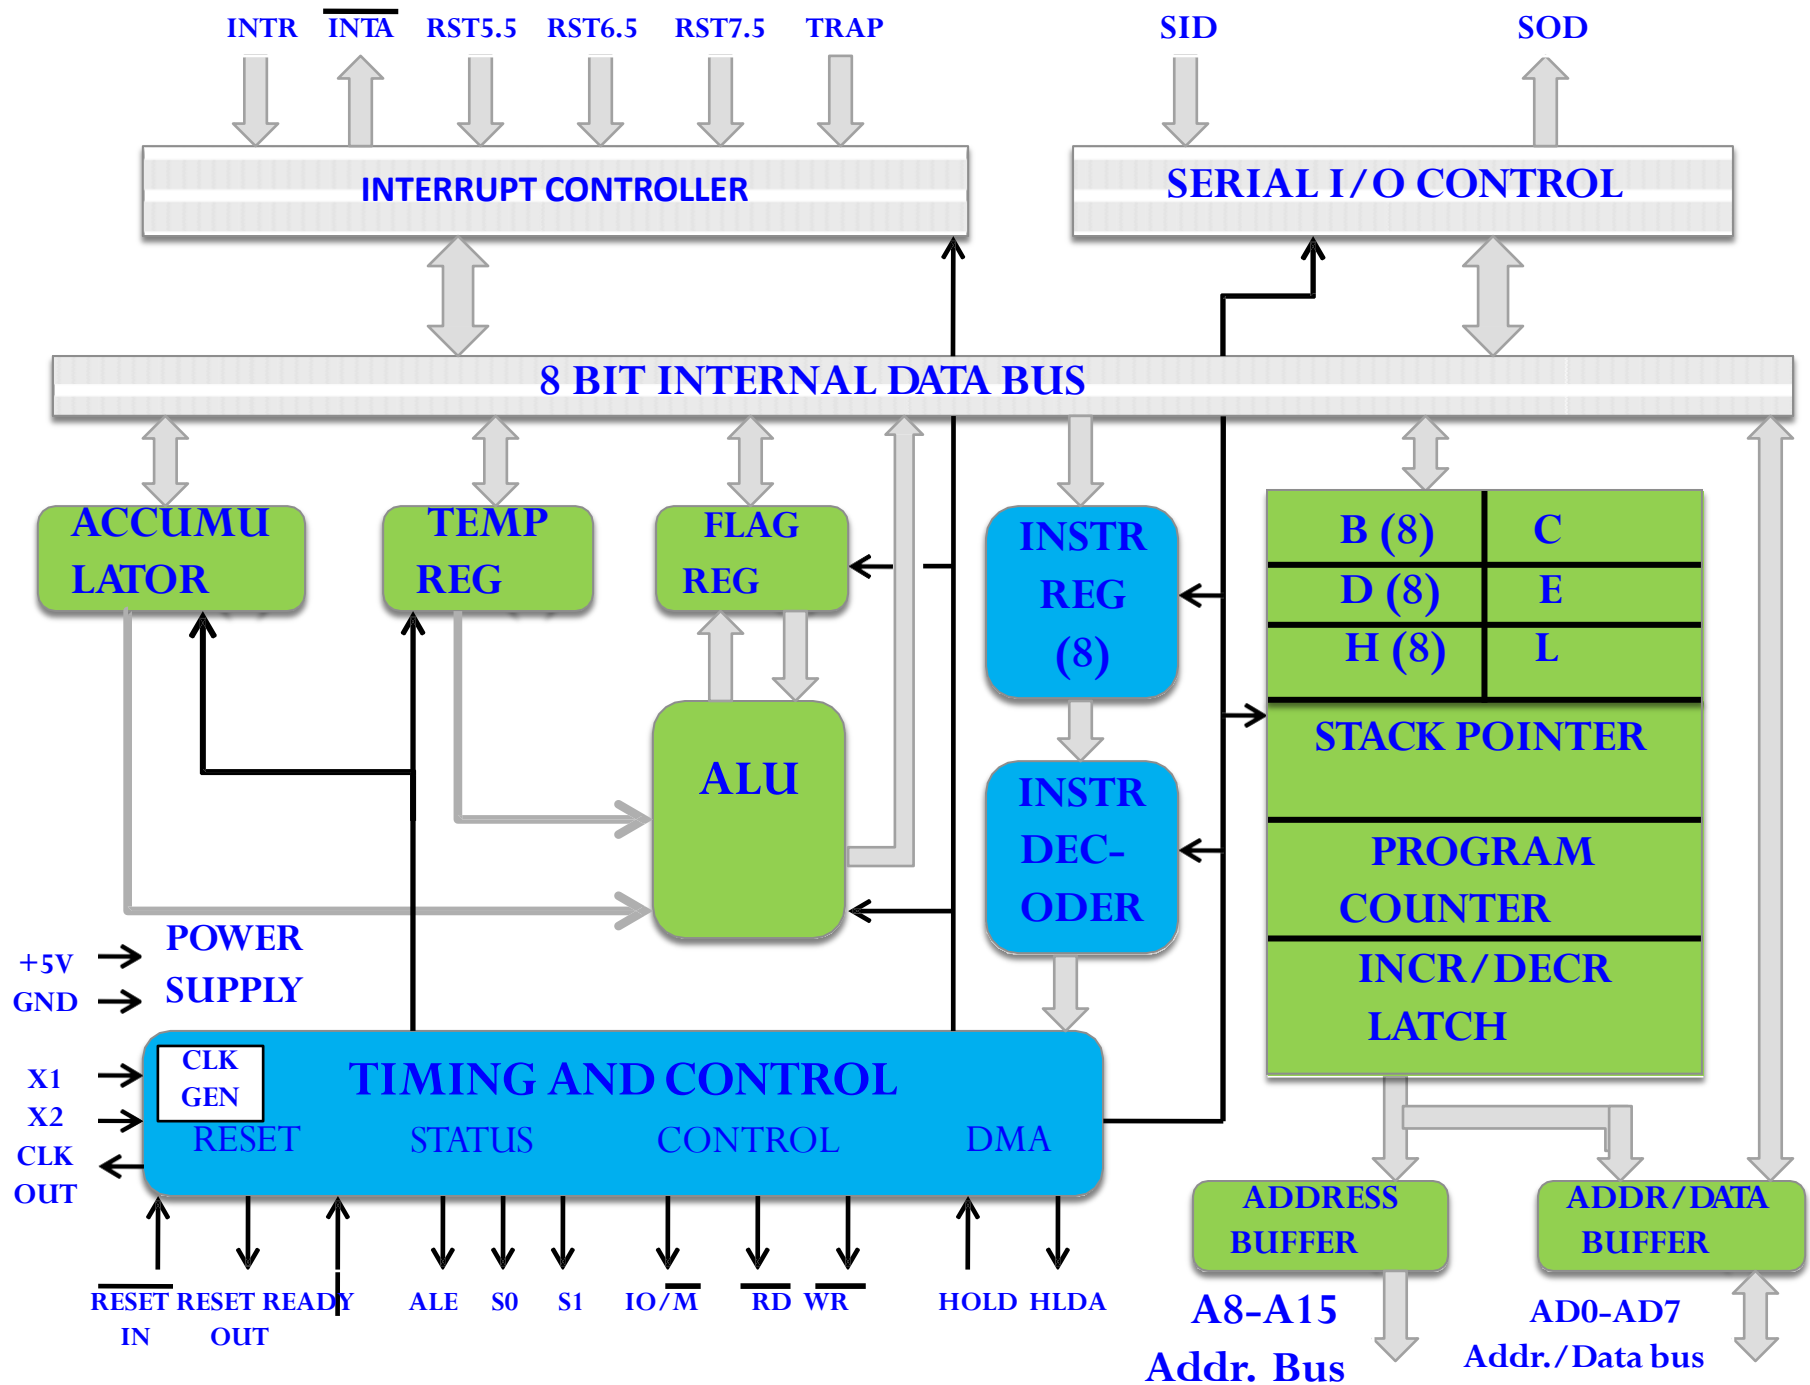 INTR INTA RST5.5 RST6.5 RST7.5 TRAP SID SOD
INTERRUPT CONTROLLER
SERIAL I/O CONTROL
8 BIT INTERNAL DATA BUS
ACCUMU
LATOR
TEMP
REG
FLAG
REG
INSTR
REG
(8)
B (8) C
D (8) E
H (8) L
STACK POINTER
PROGRAM
COUNTER
INCR/DECR
LATCH
ALU
INSTR
DEC-
ODER
POWER
SUPPLY
+5V
GND
X1
X2
CLK
OUT
CLK
GEN
TIMING AND CONTROL
RESET STATUS CONTROL DMA
RESET
IN
RESET
OUT
READY
ALE S0 S1 IO/M RD WR HOLD HLDA
ADDRESS
BUFFER
ADDR/DATA
BUFFER
A8-A15
Addr. Bus
AD0-AD7
Addr./Data bus